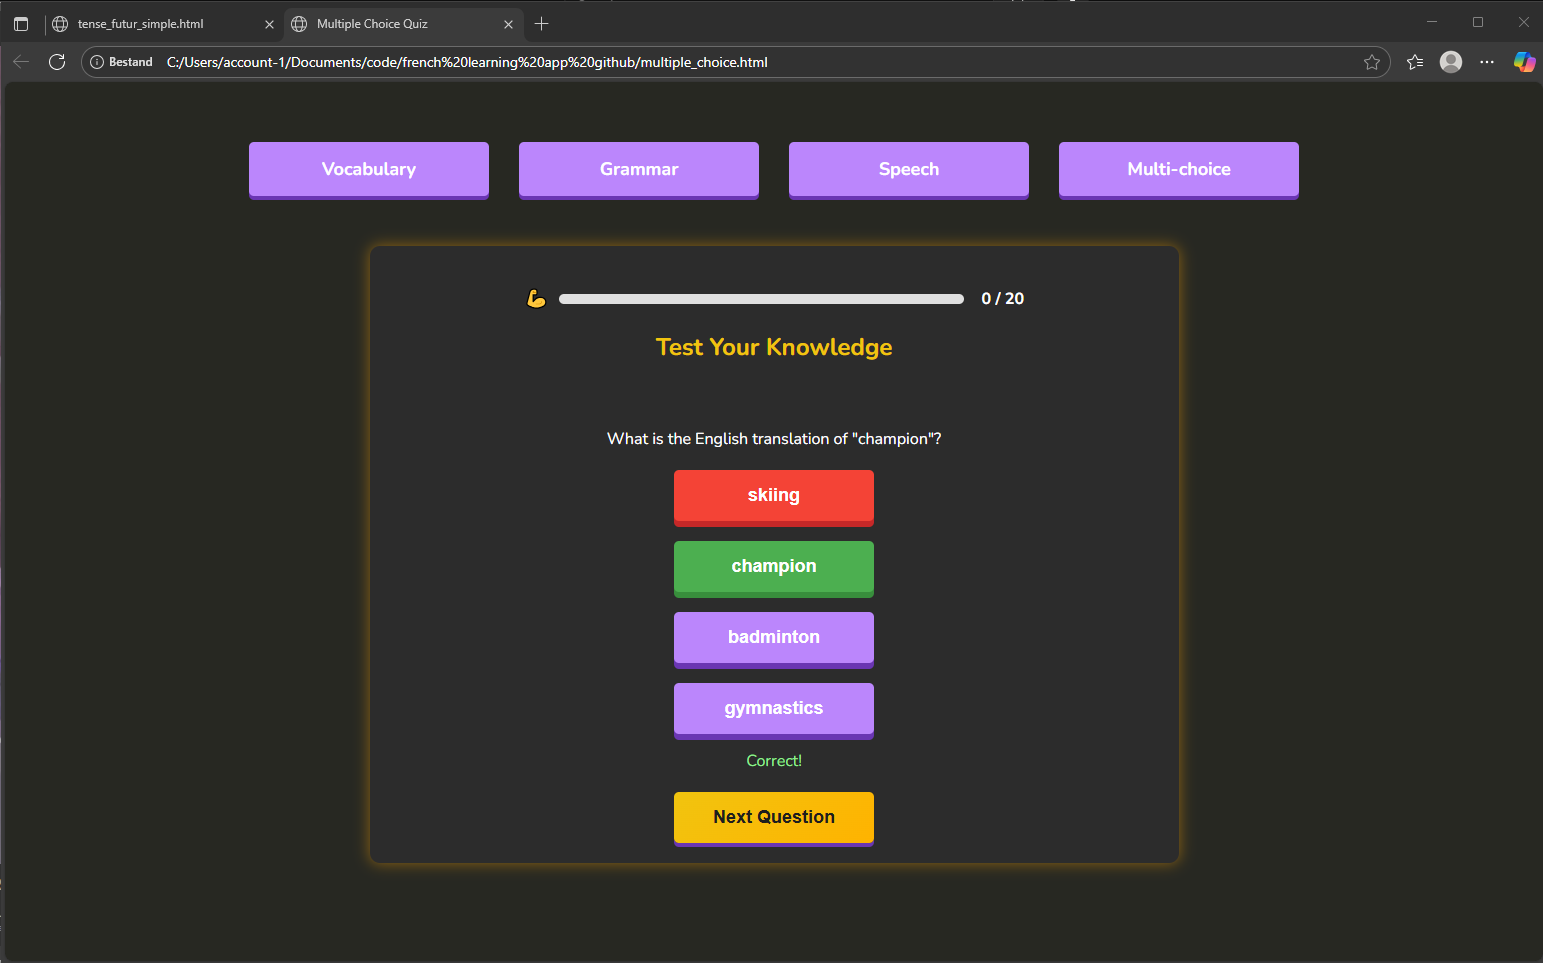 tense_futur_simple.html
Multiple Choice Quiz
Bestand C:/Users/account-1/Documents/code/french%20learning%20app%20github/multiple_choice.html
Vocabulary Grammar Speech Multi-choice
0 / 20
Test Your Knowledge
What is the English translation of "champion"?
skiing
champion
badminton
gymnastics
Correct!
Next Question